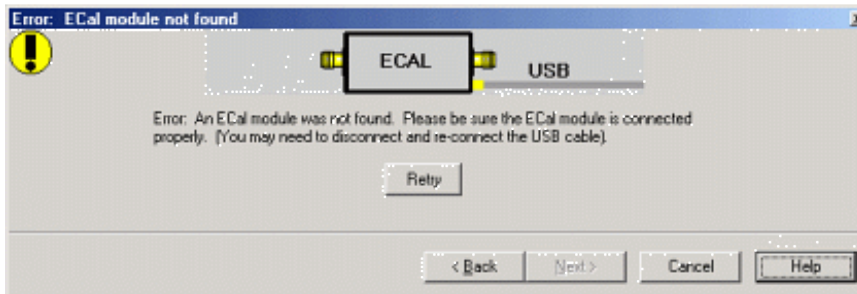 Error: ECal module not found
ECAL
USB
Error: An ECal module was not found. Please be sure the ECal module is connected
properly. (You may need to disconnect and re-connect the USB cable).
Retry
< Back Next > Cancel Help